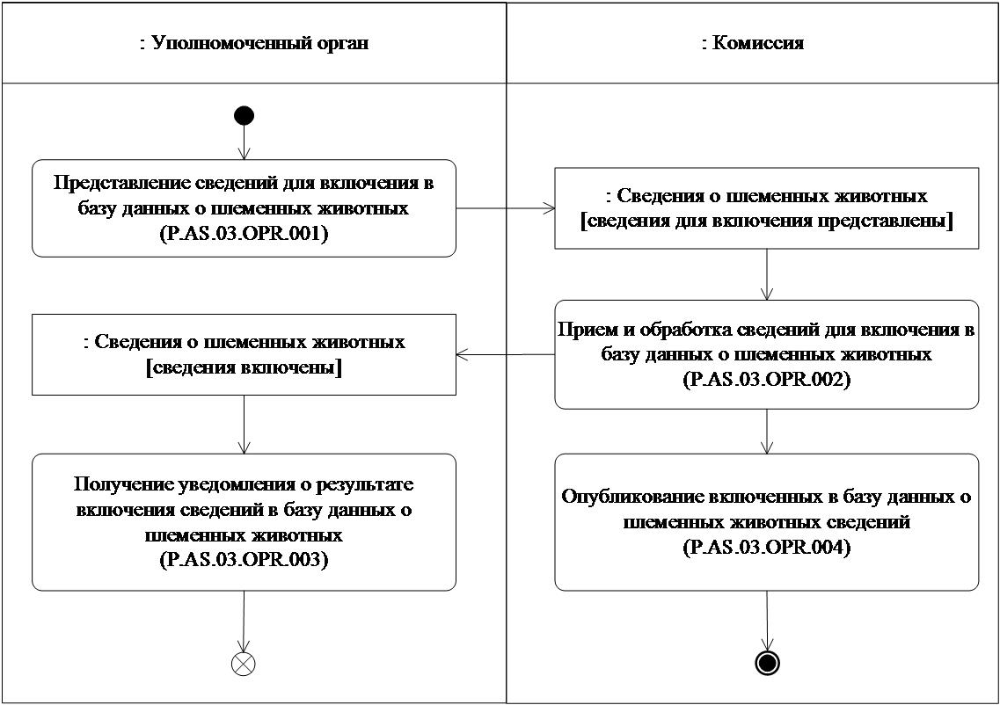 : Уполномоченный орган
: Комиссия
Представление сведений для включения в
базу данных о племенных животных
(P.AS.03.OPR.001)
: Сведения о племенных животных
[сведения для включения представлены]
Прием и обработка сведений для включения в
базу данных о племенных животных
(P.AS.03.OPR.002)
: Сведения о племенных животных
[сведения включены]
Получение уведомления о результате
включения сведений в базу данных о
племенных животных
(P.AS.03.OPR.003)
Опубликование включенных в базу данных о
племенных животных сведений
(P.AS.03.OPR.004)